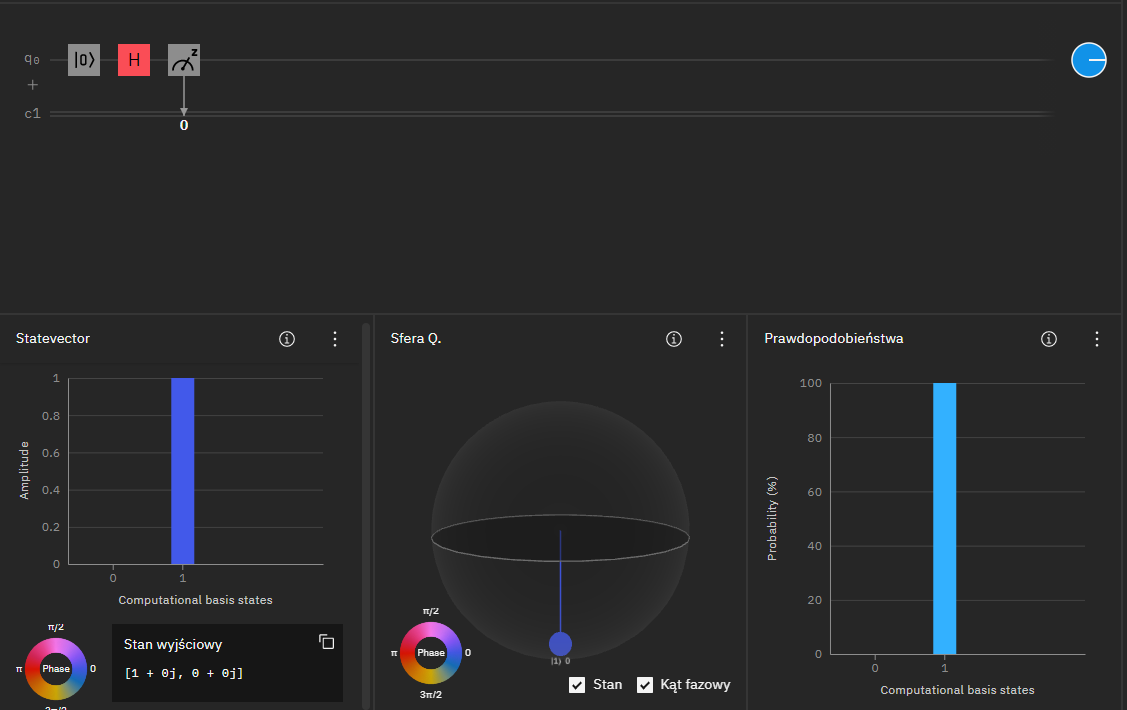 q0
|0⟩
H
z
+
c1
0
Statevector
1
0.8
0.6
0.4
0.2
0
Amplitude
0 1
Computational basis states
π/2
π
Phase
0
3π/2
Stan wyjściowy
[1 + 0j, 0 + 0j]
Sfera Q.
|1⟩ 0
π/2
π
Phase
0
3π/2
Stan
Kąt fazowy
Prawdopodobieństwa
100
80
60
40
20
0
Probability (%)
0 1
Computational basis states